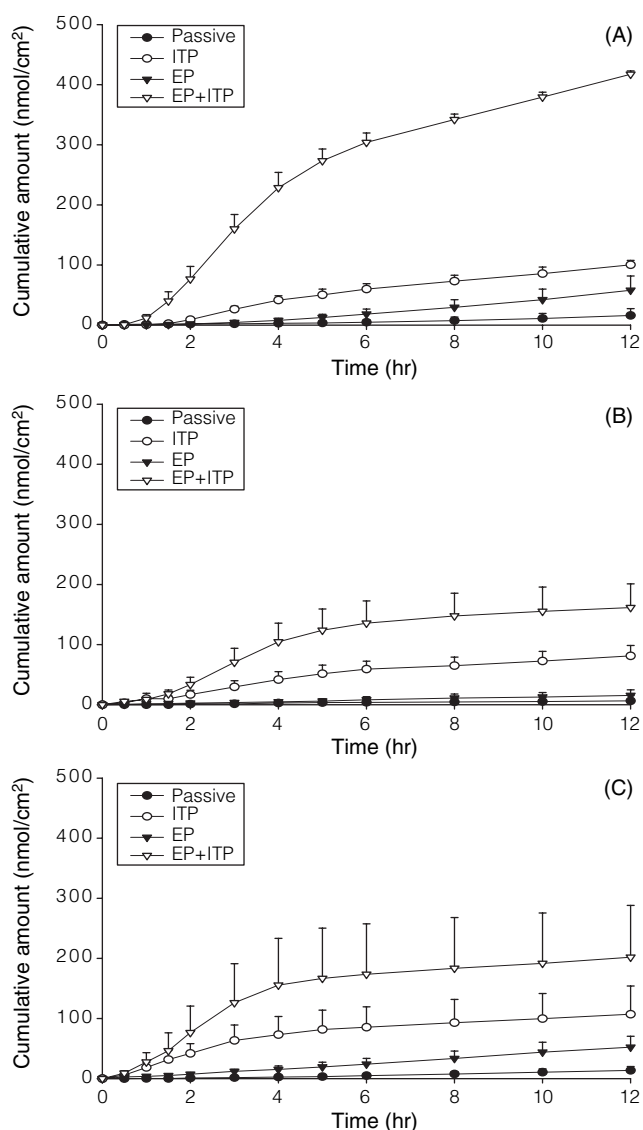 (A)
Passive
ITP
EP
EP+ITP
Cumulative amount (nmol/cm²)
500
400
300
200
100
0
0 2 4 6 8 10 12
Time (hr)
(B)
Passive
ITP
EP
EP+ITP
Cumulative amount (nmol/cm²)
500
400
300
200
100
0
0 2 4 6 8 10 12
Time (hr)
(C)
Passive
ITP
EP
EP+ITP
Cumulative amount (nmol/cm²)
500
400
300
200
100
0
0 2 4 6 8 10 12
Time (hr)